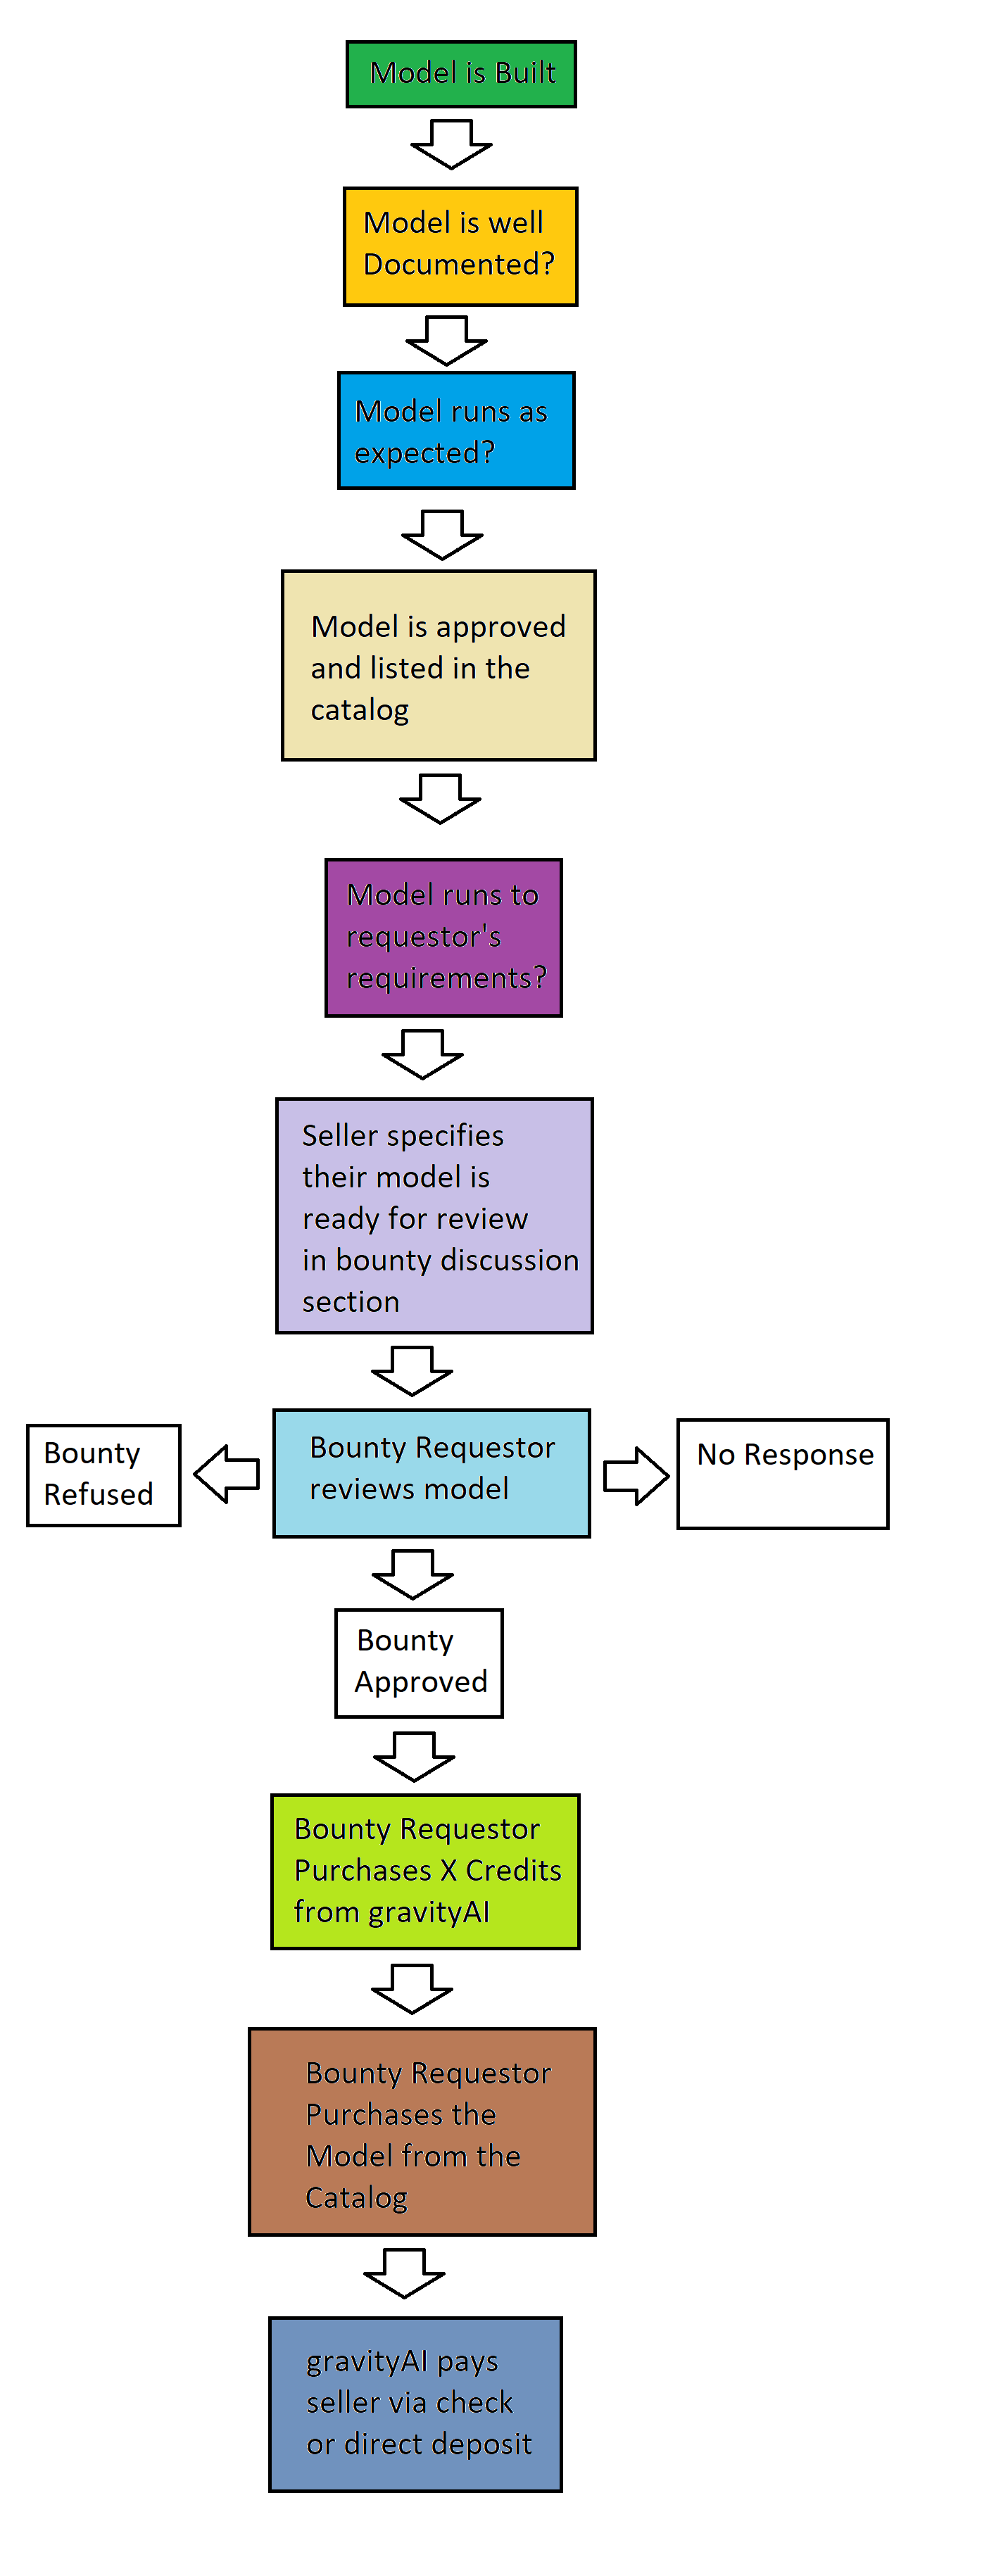 Model is Built
Model is well
Documented?
Model runs as
expected?
Model is approved
and listed in the
catalog
Model runs to
requestor's
requirements?
Seller specifies
their model is
ready for review
in bounty discussion
section
Bounty
Refused
Bounty Requestor
reviews model
No Response
Bounty
Approved
Bounty Requestor
Purchases X Credits
from gravityAI
Bounty Requestor
Purchases the
Model from the
Catalog
gravityAI pays
seller via check
or direct deposit